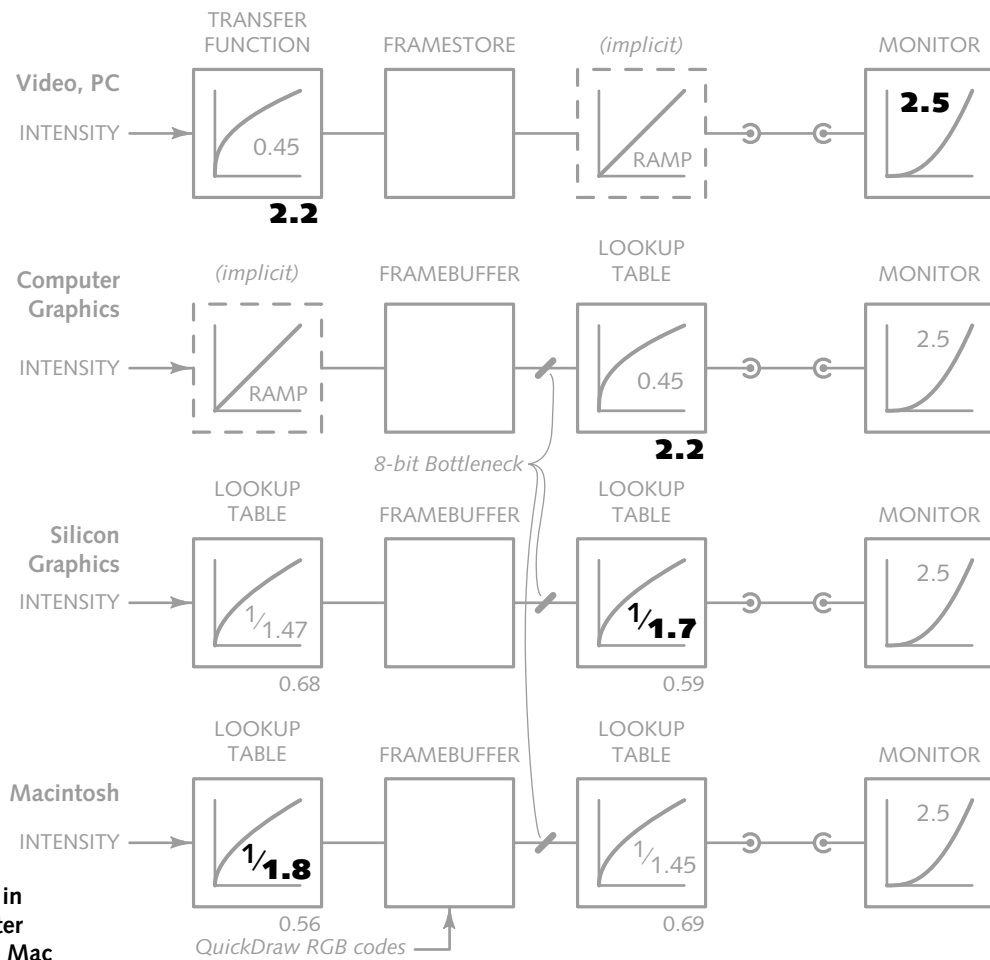 TRANSFER
FUNCTION
FRAMESTORE
(implicit)
MONITOR
Video, PC
INTENSITY
0.45
RAMP
2.5
2.2
Computer
Graphics
(implicit)
FRAMEBUFFER
LOOKUP
TABLE
MONITOR
INTENSITY
RAMP
0.45
2.5
2.2
8-bit Bottleneck
Silicon
Graphics
LOOKUP
TABLE
FRAMEBUFFER
LOOKUP
TABLE
MONITOR
INTENSITY
1/1.47
1/1.7
2.5
0.68
0.59
Macintosh
LOOKUP
TABLE
FRAMEBUFFER
LOOKUP
TABLE
MONITOR
INTENSITY
1/1.8
1/1.45
2.5
0.56
0.69
QuickDraw RGB codes
in
Mac